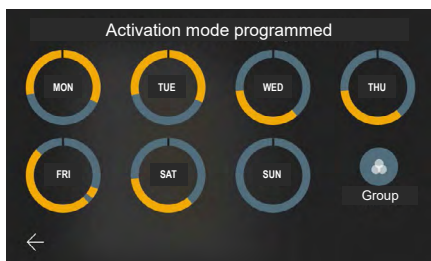 Activation mode programmed
MON
TUE
WED
THU
FRI
SAT
SUN
Group